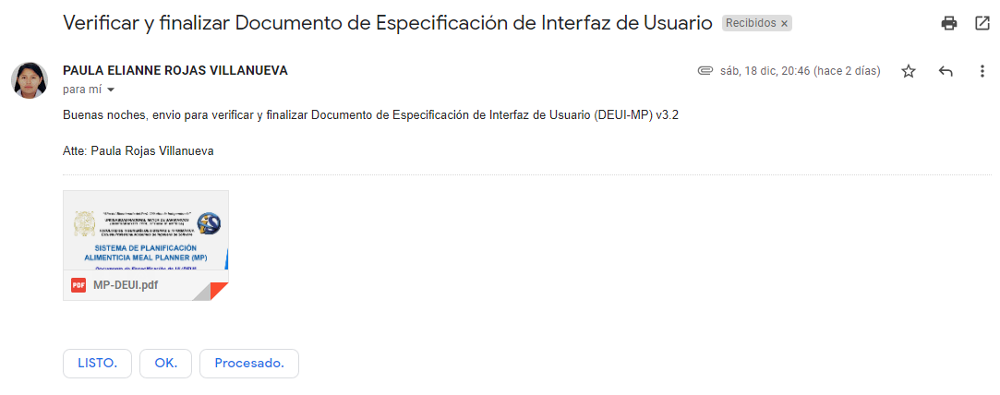 Verificar y finalizar Documento de Especificación de Interfaz de Usuario
Recibidos ×
PAULA ELIANNE ROJAS VILLANUEVA
sáb, 18 dic, 20:46 (hace 2 días)
para mí
Buenas noches, envio para verificar y finalizar Documento de Especificación de Interfaz de Usuario (DEUI-MP) v3.2
Atte: Paula Rojas Villanueva
SISTEMA DE PLANIFICACIÓN
ALIMENTICIA MEAL PLANNER (MP)
PDF MP-DEUI.pdf
LISTO.
OK.
Procesado.